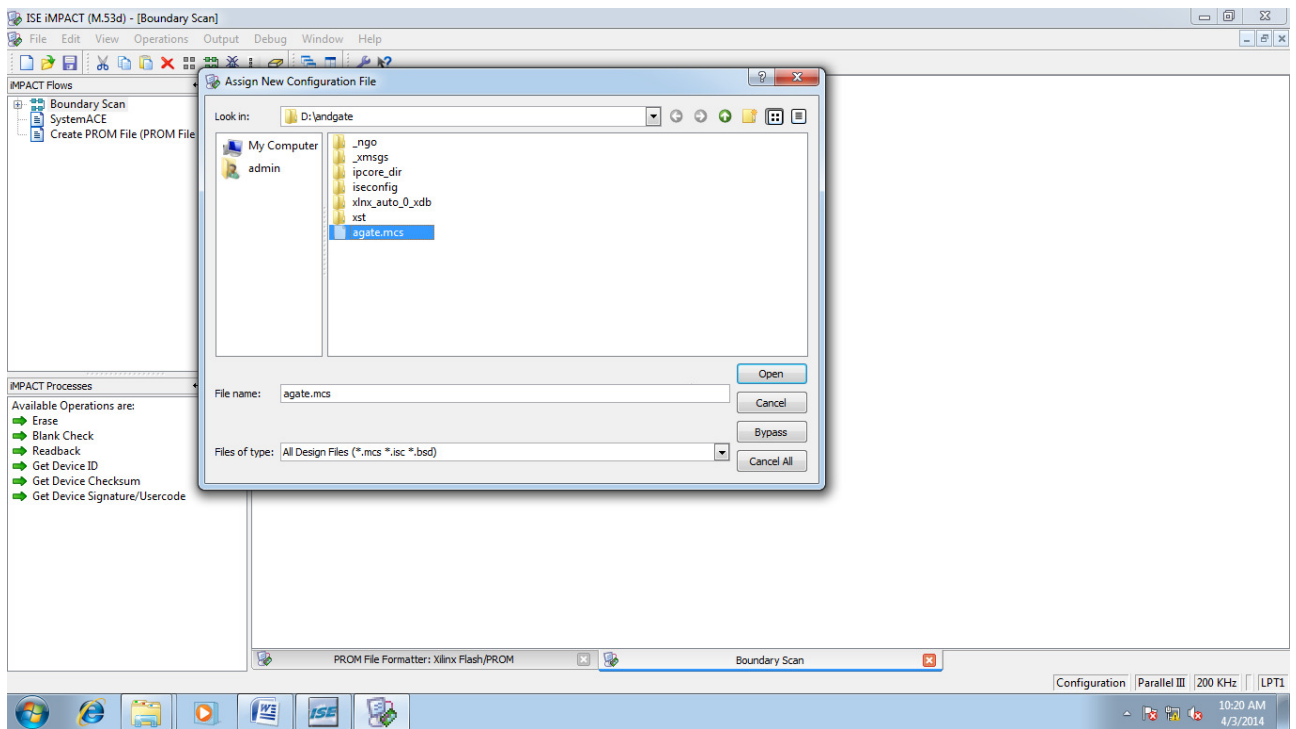 ISE iMPACT (M.53d) - [Boundary Scan]
File Edit View Operations Output Debug Window Help
iMPACT Flows
Boundary Scan
SystemACE
Create PROM File (PROM File
Assign New Configuration File
Look in: D:\andgate
My Computer
admin
_ngo
_xmsgs
ipcore_dir
iseconfig
xlnx_auto_0_xdb
xst
agate.mcs
File name: agate.mcs
Files of type: All Design Files (*.mcs *.isc *.bsd)
Open
Cancel
Bypass
Cancel All
iMPACT Processes
Available Operations are:
Erase
Blank Check
Readback
Get Device ID
Get Device Checksum
Get Device Signature/Usercode
PROM File Formatter: Xilinx Flash/PROM
Boundary Scan
Configuration Parallel III 200 KHz LPT1
ISE
10:20 AM
4/3/2014